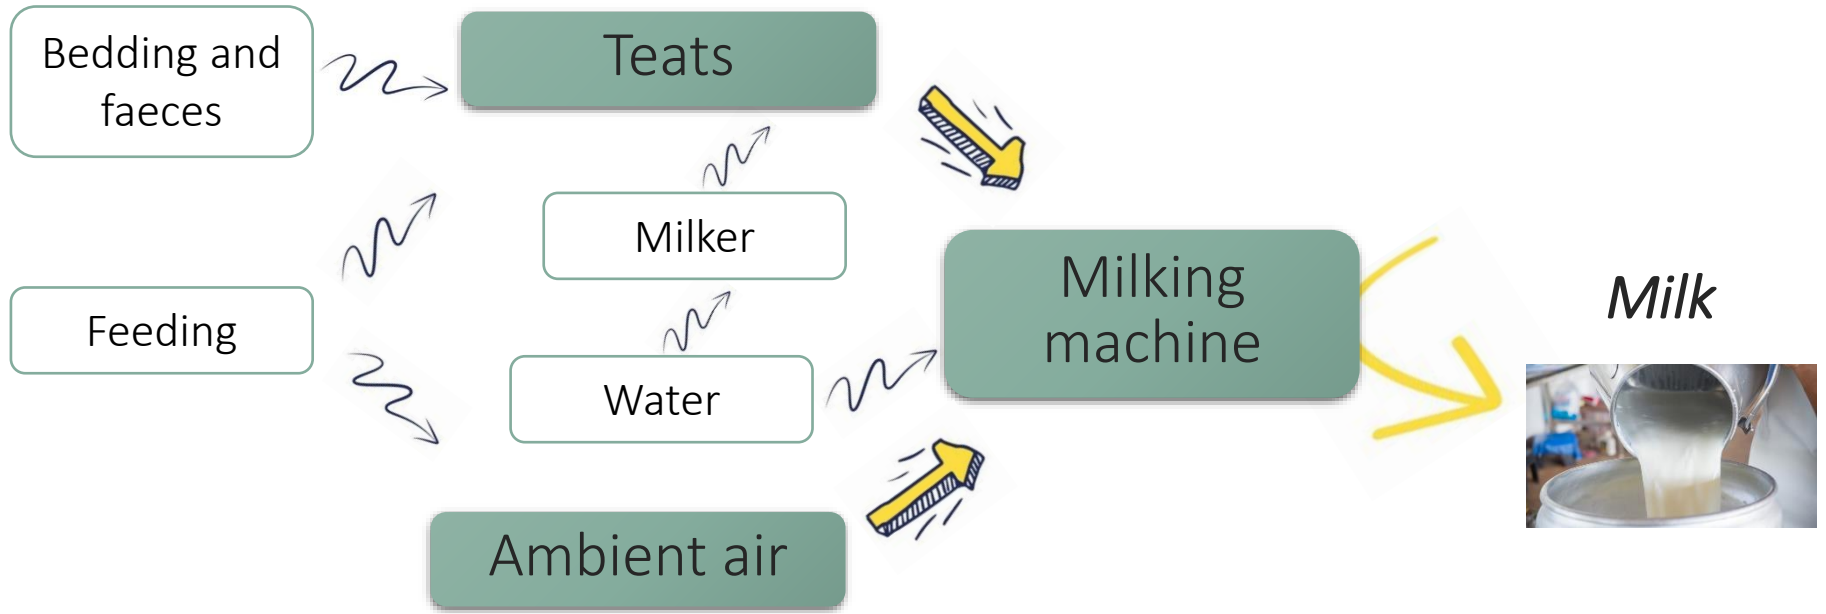 Bedding and
faeces
Teats
Milker
Feeding
Water
Milking
machine
Milk
Ambient air